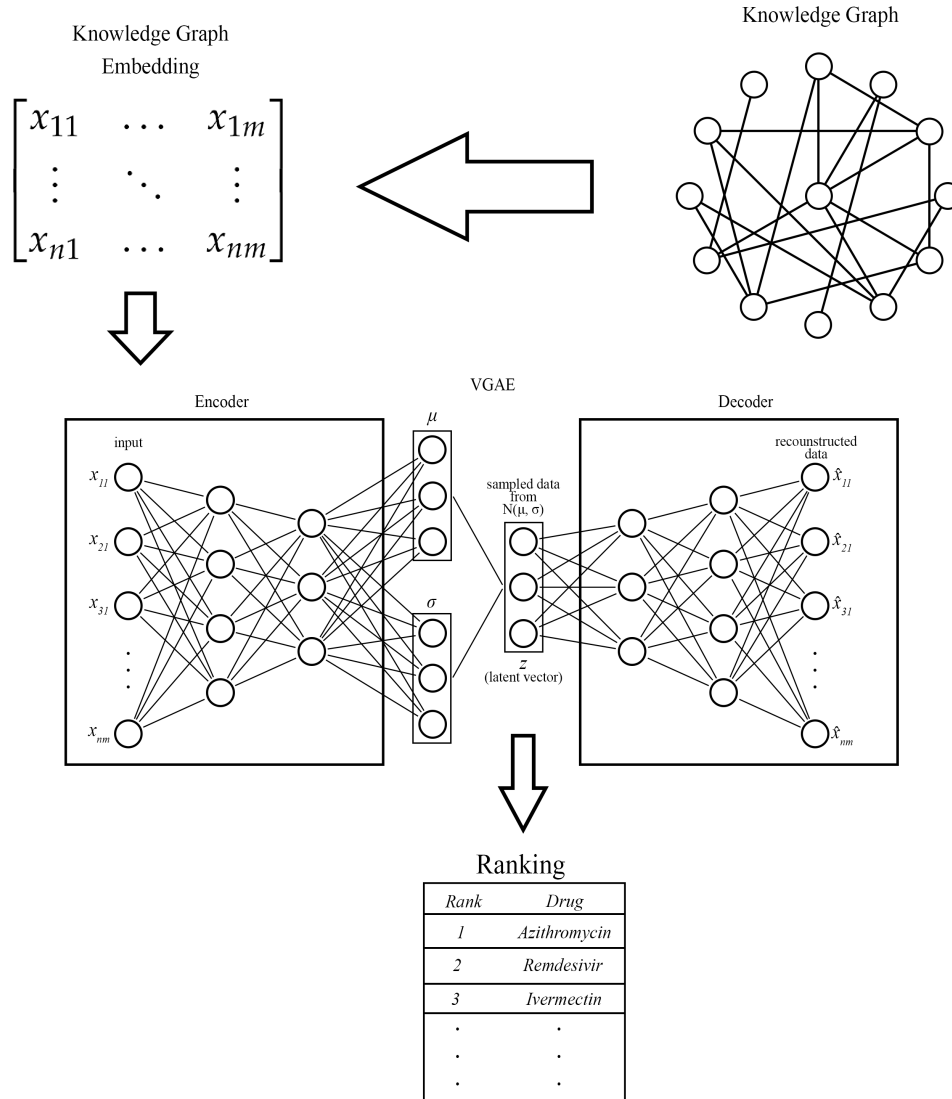 Knowledge Graph
Embedding
x11 ... x1m
⋮ ⋱ ⋮
xn1 ... xnm
Knowledge Graph
VGAE
Encoder
input
x11
x21
x31
xnm
μ
σ
sampled data
from
N(μ, σ)
z
(latent vector)
Decoder
recounstructed
data
x̂11
x̂21
x̂31
x̂nm
Ranking
Rank Drug
1 Azithromycin
2 Remdesivir
3 Ivermectin
. .
. .
. .